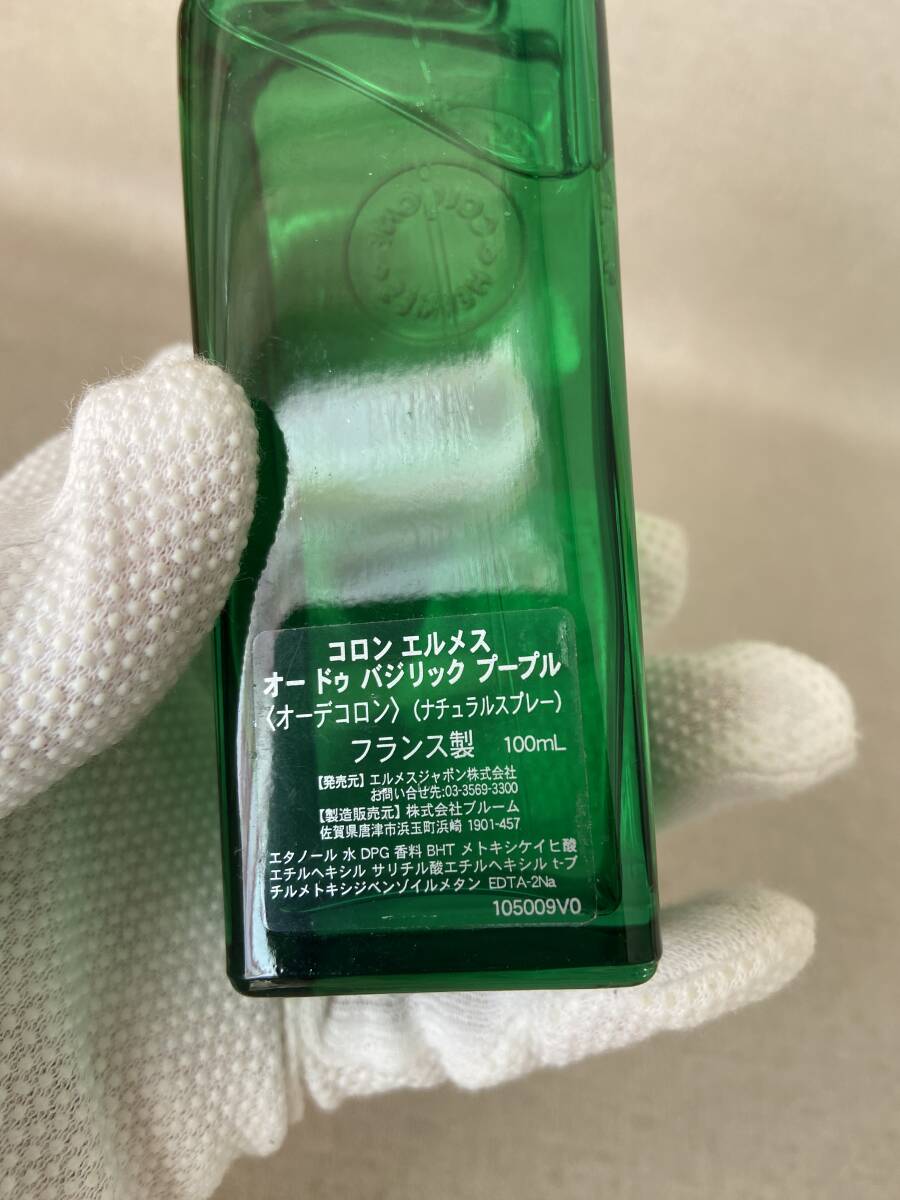 コロン エルメス
オー ドゥ バジリック プープル
〈オーデコロン〉(ナチュラルスプレー)
フランス製 100mL
【発売元】エルメスジャポン株式会社
お問い合せ先:03-3569-3300
【製造販売元】株式会社ブルーム
佐賀県唐津市浜玉町浜崎 1901-457
エタノール 水 DPG 香料 BHT メトキシケイヒ酸
エチルヘキシル サリチル酸エチルヘキシル t-ブ
チルメトキシジベンゾイルメタン EDTA-2Na
105009V0